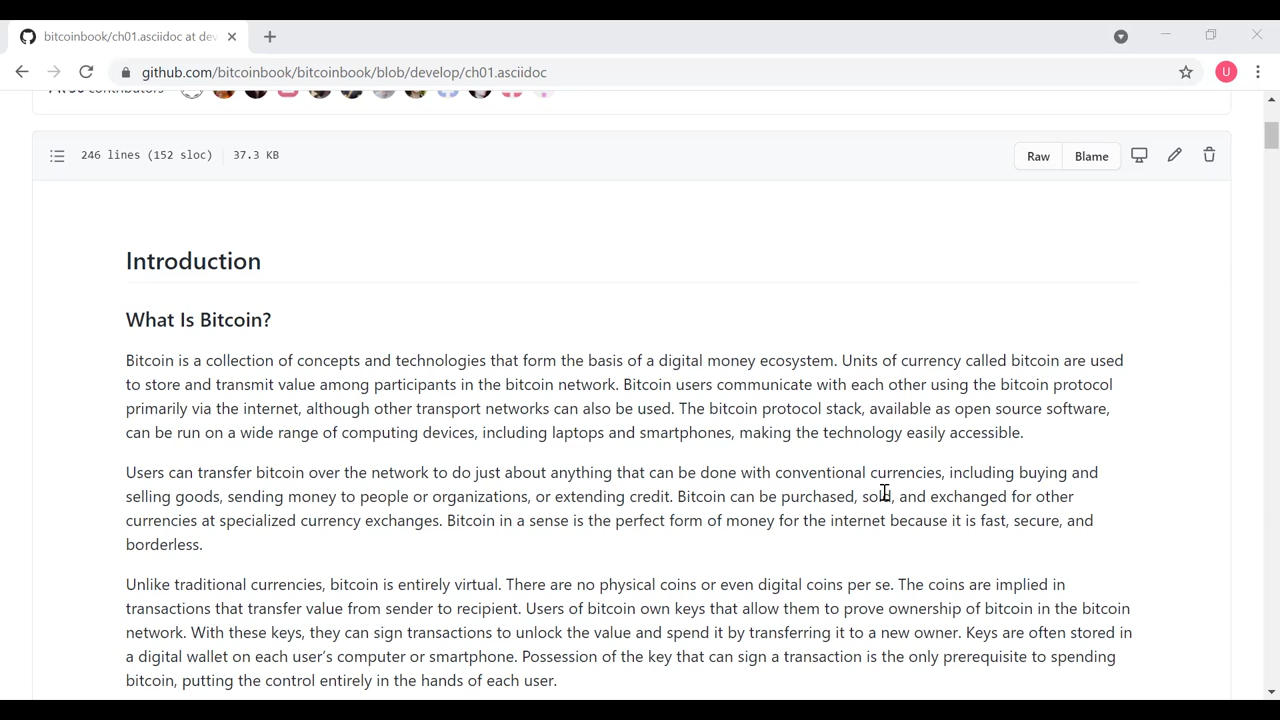 bitcoinbook/ch01.asciidoc at dev
github.com/bitcoinbook/bitcoinbook/blob/develop/ch01.asciidoc
U
contributors
246 lines (152 sloc) 37.3 KB
Raw Blame
Introduction
What Is Bitcoin?
Bitcoin is a collection of concepts and technologies that form the basis of a digital money ecosystem. Units of currency called bitcoin are used
to store and transmit value among participants in the bitcoin network. Bitcoin users communicate with each other using the bitcoin protocol
primarily via the internet, although other transport networks can also be used. The bitcoin protocol stack, available as open source software,
can be run on a wide range of computing devices, including laptops and smartphones, making the technology easily accessible.
Users can transfer bitcoin over the network to do just about anything that can be done with conventional currencies, including buying and
selling goods, sending money to people or organizations, or extending credit. Bitcoin can be purchased, sold, and exchanged for other
currencies at specialized currency exchanges. Bitcoin in a sense is the perfect form of money for the internet because it is fast, secure, and
borderless.
Unlike traditional currencies, bitcoin is entirely virtual. There are no physical coins or even digital coins per se. The coins are implied in
transactions that transfer value from sender to recipient. Users of bitcoin own keys that allow them to prove ownership of bitcoin in the bitcoin
network. With these keys, they can sign transactions to unlock the value and spend it by transferring it to a new owner. Keys are often stored in
a digital wallet on each user's computer or smartphone. Possession of the key that can sign a transaction is the only prerequisite to spending
bitcoin, putting the control entirely in the hands of each user.